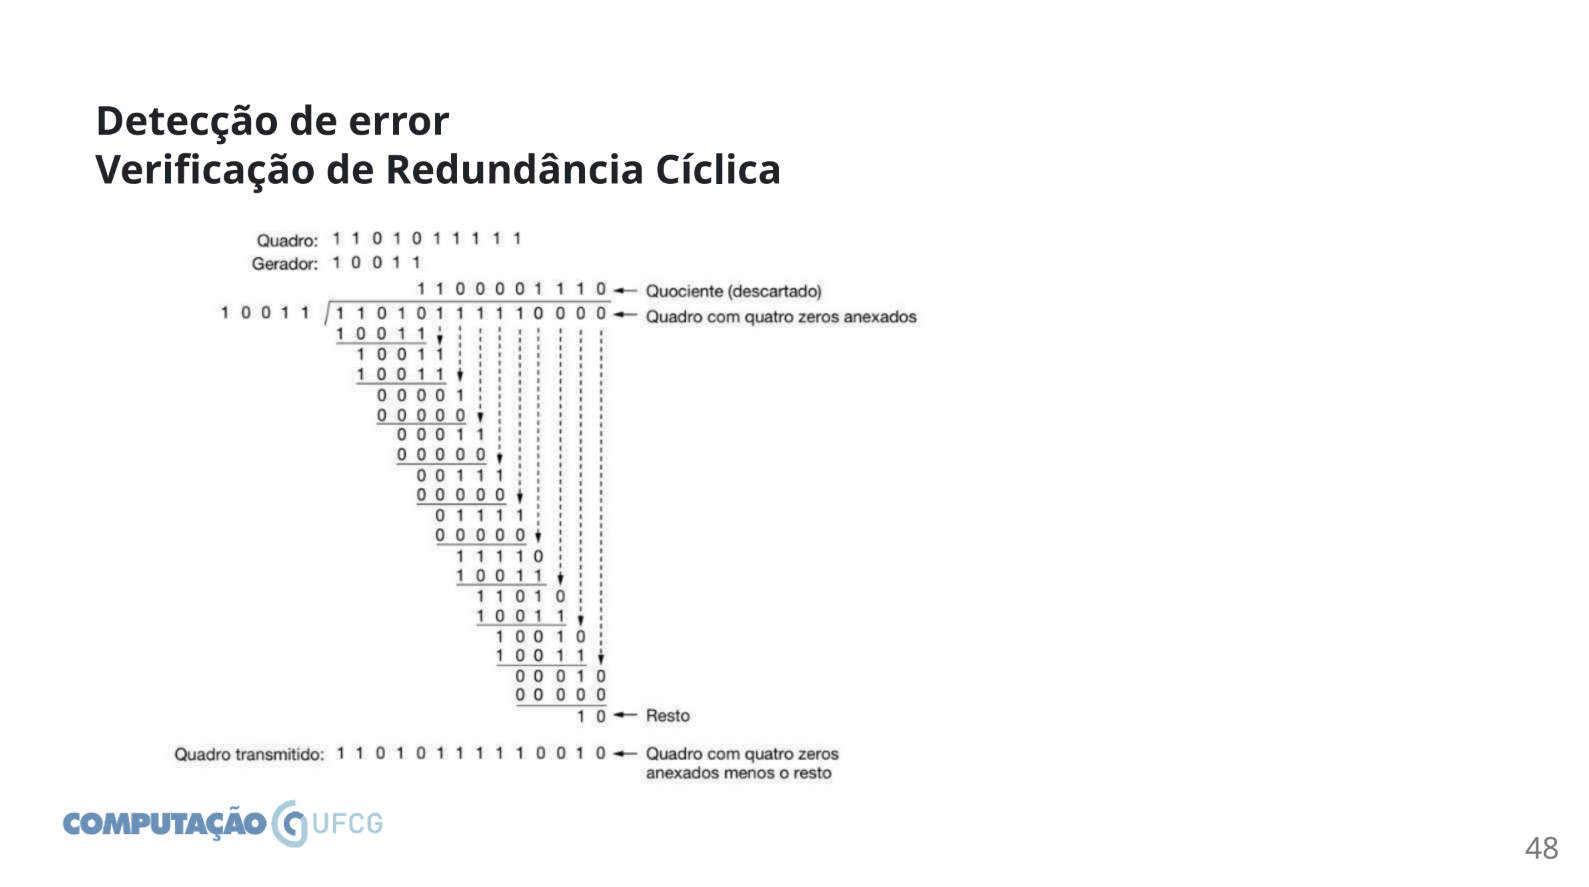 Detecção de error
Verificação de Redundância Cíclica
Quadro: 1 1 0 1 0 1 1 1 1 1
Gerador: 1 0 0 1 1
1 1 0 0 0 0 1 1 1 0 Quociente (descartado)
1 0 0 1 1 1 1 0 1 0 1 1 1 1 1 0 0 0 0 Quadro com quatro zeros anexados
1 0 0 1 1
1 0 0 1 1
1 0 0 1 1
0 0 0 0 1
0 0 0 0 0
0 0 0 1 1
0 0 0 0 0
0 0 1 1 1
0 0 0 0 0
0 1 1 1 1
0 0 0 0 0
1 1 1 1 0
1 0 0 1 1
1 1 0 1 0
1 0 0 1 1
1 0 0 1 0
1 0 0 1 1
0 0 0 1 0
0 0 0 0 0
1 0 Resto
Quadro transmitido: 1 1 0 1 0 1 1 1 1 1 0 0 1 0 Quadro com quatro zeros
anexados menos o resto
COMPUTAÇÃO UFCG
48